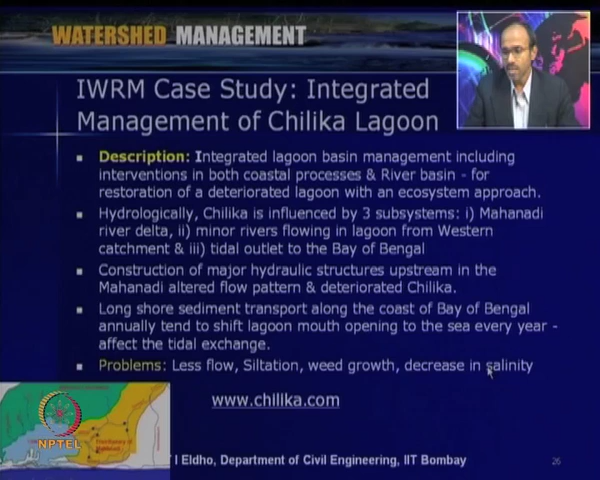 WATERSHED MANAGEMENT
IWRM Case Study: Integrated
Management of Chilika Lagoon
Description: Integrated lagoon basin management including
interventions in both coastal processes & River basin - for
restoration of a deteriorated lagoon with an ecosystem approach.
Hydrologically, Chilika is influenced by 3 subsystems: i) Mahanadi
river delta, ii) minor rivers flowing in lagoon from Western
catchment & iii) tidal outlet to the Bay of Bengal
Construction of major hydraulic structures upstream in the
Mahanadi altered flow pattern & deteriorated Chilika.
Long shore sediment transport along the coast of Bay of Bengal
annually tend to shift lagoon mouth opening to the sea every year -
affect the tidal exchange.
Problems: Less flow, Siltation, weed growth, decrease in salinity
www.chilika.com
NPTEL
I Eldho, Department of Civil Engineering, IIT Bombay
26